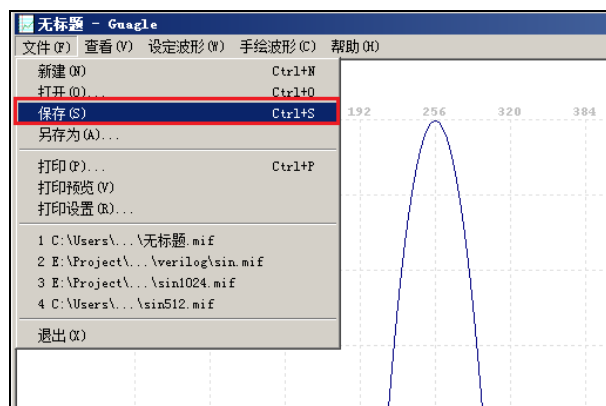 无标题 - Guagle
文件(F) 查看(V) 设定波形(W) 手绘波形(C) 帮助(H)
新建(N) Ctrl+N
打开(O)... Ctrl+O
保存(S) Ctrl+S
另存为(A)...
打印(P)... Ctrl+P
打印预览(V)
打印设置(R)...
1 C:\Users\...\无标题.mif
2 E:\Project\...\verilog\sin.mif
3 E:\Project\...\sin1024.mif
4 C:\Users\...\sin512.mif
退出(X)
192 256 320 384